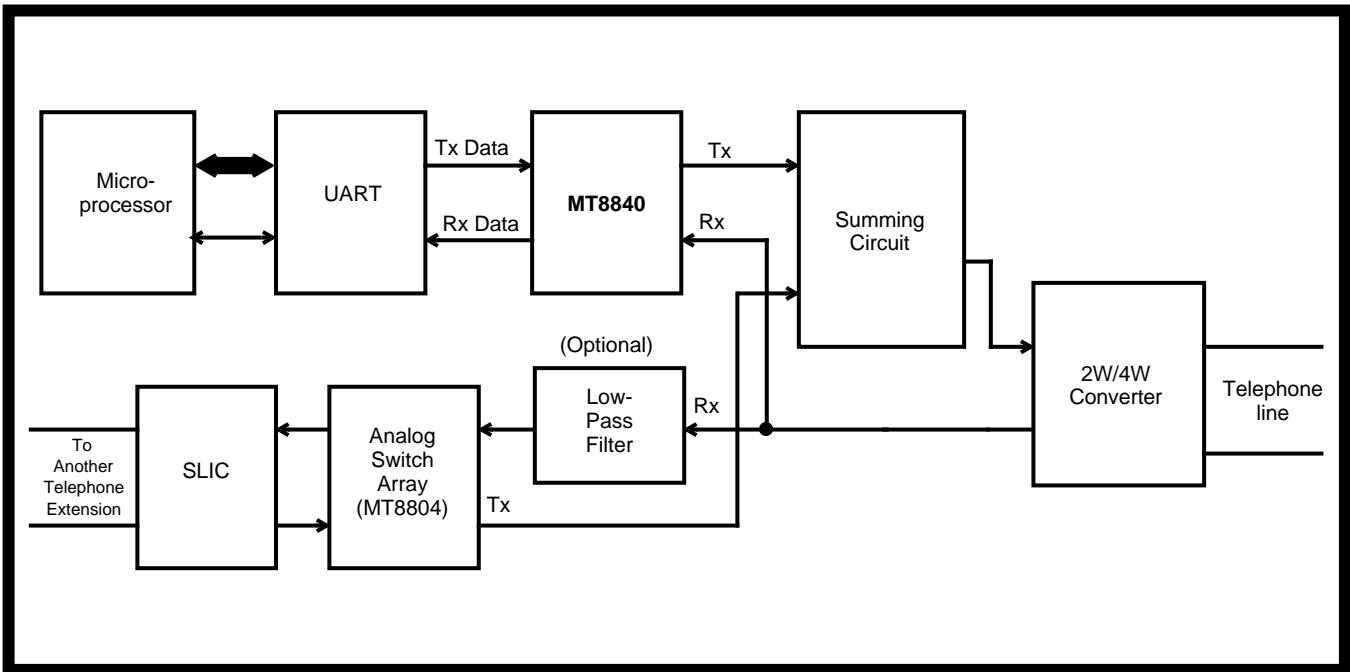 Micro-
processor
UART
Tx Data
Rx Data
MT8840
Tx
Rx
Summing
Circuit
2W/4W
Converter
Telephone
line
(Optional)
Low-
Pass
Filter
Rx
Analog
Switch
Array
(MT8804)
Tx
SLIC
To
Another
Telephone
Extension